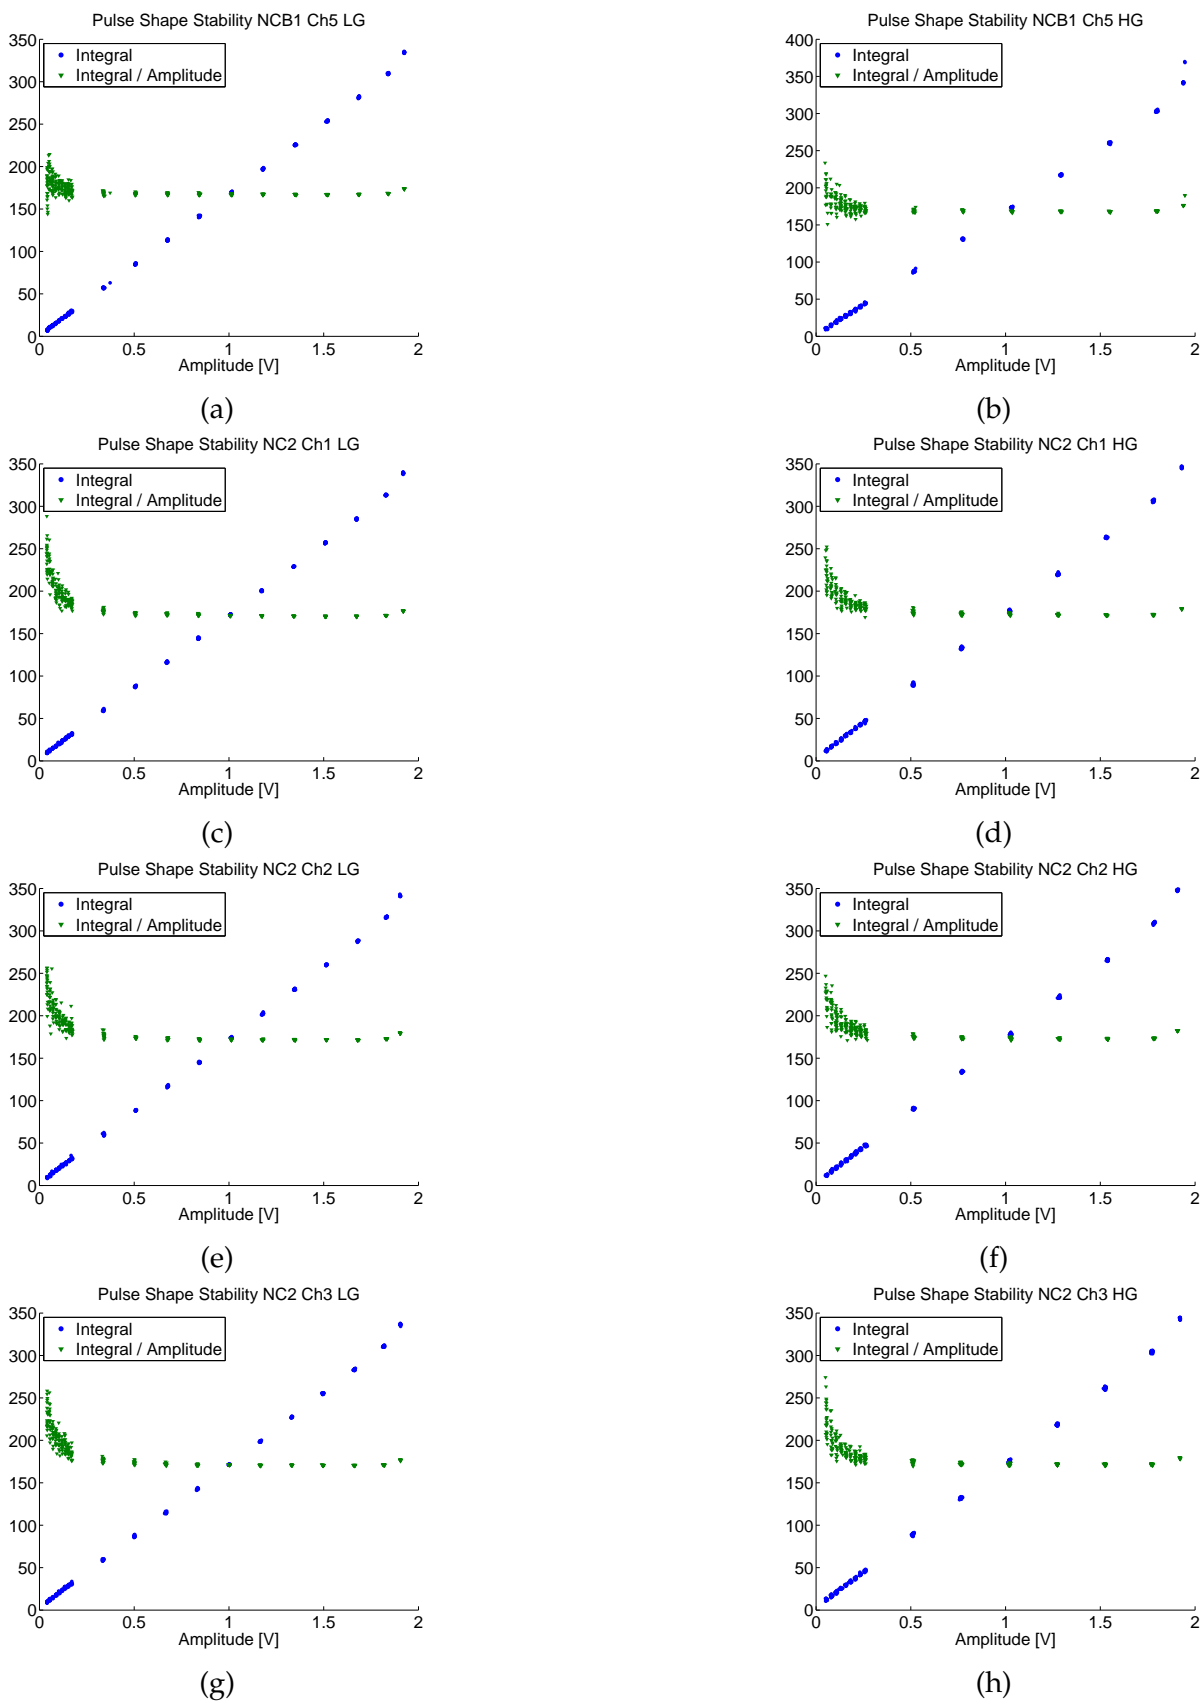 Pulse Shape Stability NCB1 Ch5 LG
350
300
250
200
150
100
50
0
Integral
Integral / Amplitude
0 0.5 1 1.5 2
Amplitude [V]
(a)
Pulse Shape Stability NCB1 Ch5 HG
400
350
300
250
200
150
100
50
0
Integral
Integral / Amplitude
0 0.5 1 1.5 2
Amplitude [V]
(b)
Pulse Shape Stability NC2 Ch1 LG
350
300
250
200
150
100
50
0
Integral
Integral / Amplitude
0 0.5 1 1.5 2
Amplitude [V]
(c)
Pulse Shape Stability NC2 Ch1 HG
350
300
250
200
150
100
50
0
Integral
Integral / Amplitude
0 0.5 1 1.5 2
Amplitude [V]
(d)
Pulse Shape Stability NC2 Ch2 LG
350
300
250
200
150
100
50
0
Integral
Integral / Amplitude
0 0.5 1 1.5 2
Amplitude [V]
(e)
Pulse Shape Stability NC2 Ch2 HG
350
300
250
200
150
100
50
0
Integral
Integral / Amplitude
0 0.5 1 1.5 2
Amplitude [V]
(f)
Pulse Shape Stability NC2 Ch3 LG
350
300
250
200
150
100
50
0
Integral
Integral / Amplitude
0 0.5 1 1.5 2
Amplitude [V]
(g)
Pulse Shape Stability NC2 Ch3 HG
350
300
250
200
150
100
50
0
Integral
Integral / Amplitude
0 0.5 1 1.5 2
Amplitude [V]
(h)